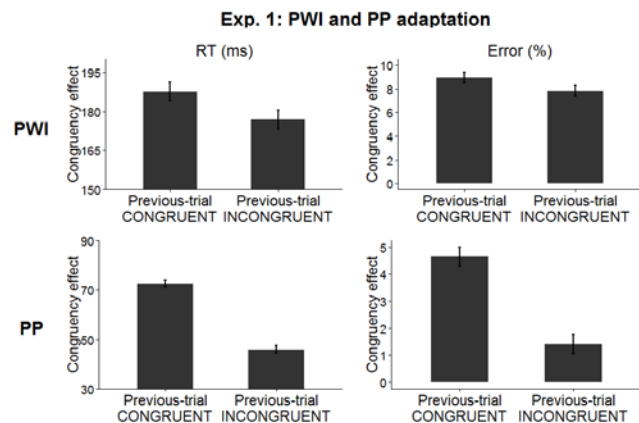 Exp. 1: PWI and PP adaptation
RT (ms)
Error (%)
PWI
Congruency effect
195
180
165
150
Previous-trial CONGRUENT
Previous-trial INCONGRUENT
Congruency effect
10
8
6
4
2
0
Previous-trial CONGRUENT
Previous-trial INCONGRUENT
PP
Congruency effect
90
70
50
30
Previous-trial CONGRUENT
Previous-trial INCONGRUENT
Congruency effect
5
4
3
2
1
0
Previous-trial CONGRUENT
Previous-trial INCONGRUENT